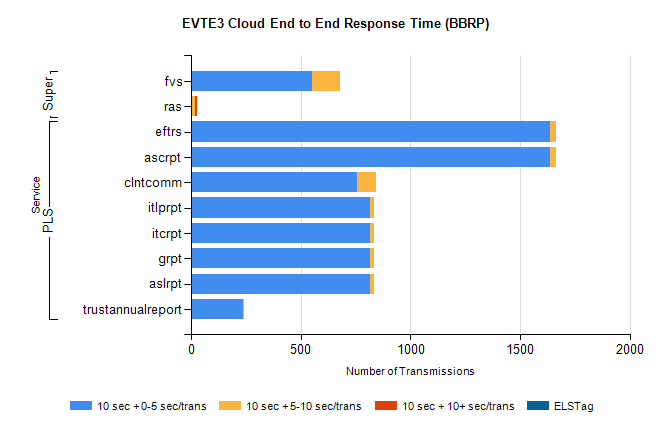 EVTE3 Cloud End to End Response Time (BBRP)
Service
Super
PLS
fvs
ras
eftrs
ascrpt
clntcomm
itlprpt
itcrpt
grpt
aslrpt
trustannualreport
0 500 1000 1500 2000
Number of Transmissions
10 sec +0-5 sec/trans 10 sec +5-10 sec/trans 10 sec + 10+ sec/trans ELSTag